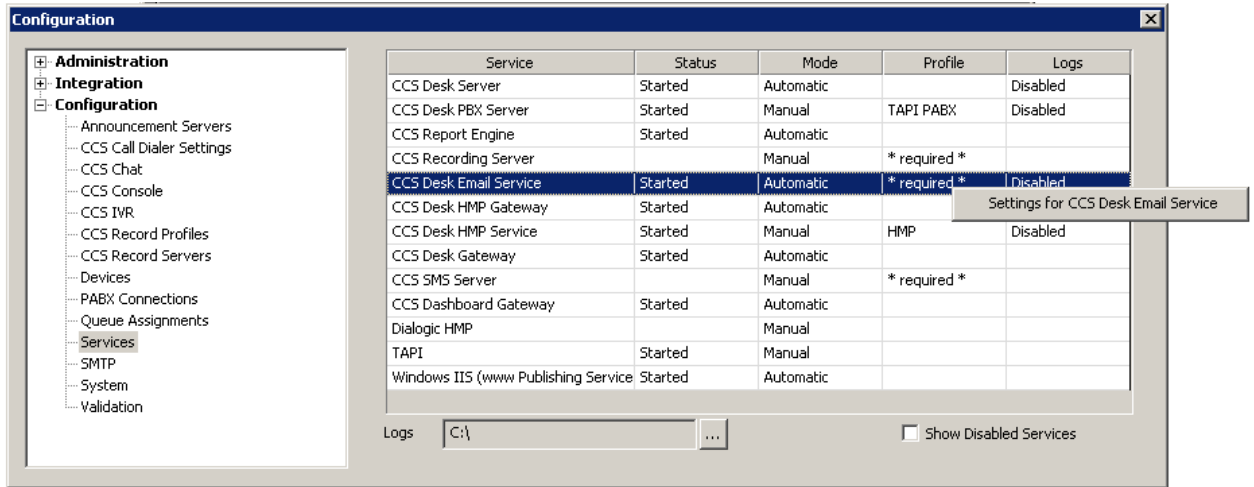 Configuration
Administration
Integration
Configuration
Announcement Servers
CCS Call Dialer Settings
CCS Chat
CCS Console
CCS IVR
CCS Record Profiles
CCS Record Servers
Devices
PABX Connections
Queue Assignments
Services
SMTP
System
Validation
Service Status Mode Profile Logs
CCS Desk Server Started Automatic Disabled
CCS Desk PBX Server Started Manual TAPI PABX Disabled
CCS Report Engine Started Automatic
CCS Recording Server Manual * required *
CCS Desk Email Service Started Automatic * required * Disabled
Settings for CCS Desk Email Service
CCS Desk HMP Gateway Started Automatic
CCS Desk HMP Service Started Manual HMP Disabled
CCS Desk Gateway Started Automatic
CCS SMS Server Manual * required *
CCS Dashboard Gateway Started Automatic
Dialogic HMP Manual
TAPI Started Manual
Windows IIS (www Publishing Service Started Automatic
Logs C:\ ... Show Disabled Services